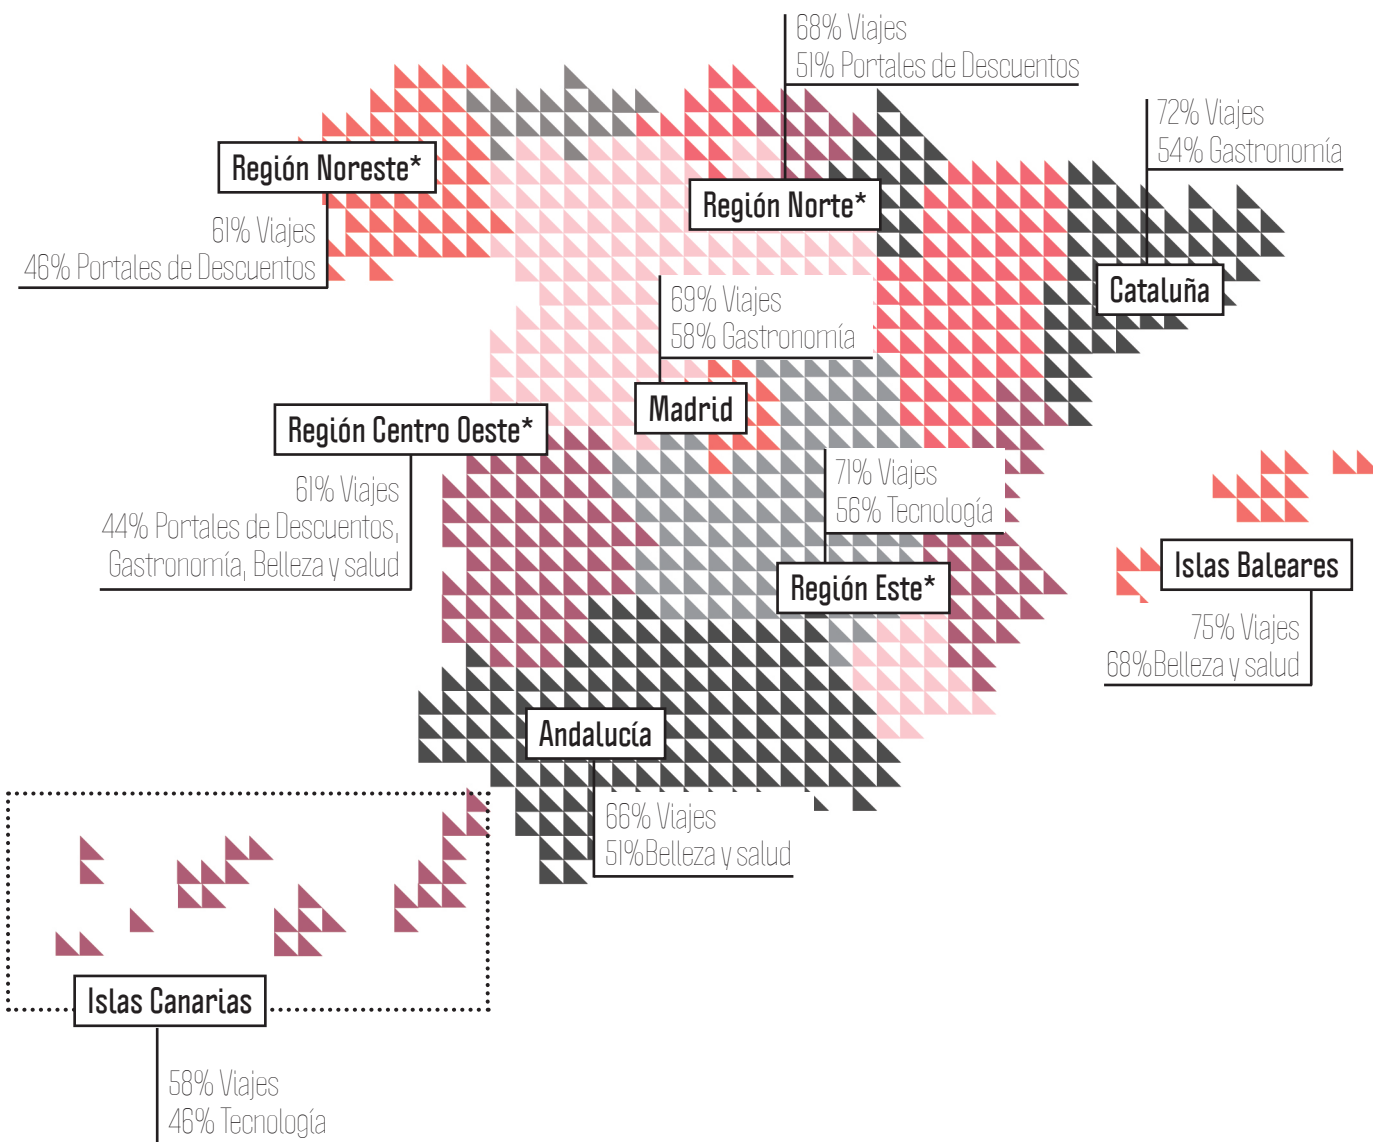 68% Viajes
51% Portales de Descuentos
Región Norte*
72% Viajes
54% Gastronomía
Cataluña
Región Noreste*
61% Viajes
46% Portales de Descuentos
69% Viajes
58% Gastronomía
Madrid
Región Centro Oeste*
61% Viajes
44% Portales de Descuentos,
Gastronomía, Belleza y salud
71% Viajes
56% Tecnología
Región Este*
Islas Baleares
75% Viajes
68%Belleza y salud
Andalucía
66% Viajes
51%Belleza y salud
Islas Canarias
58% Viajes
46% Tecnología